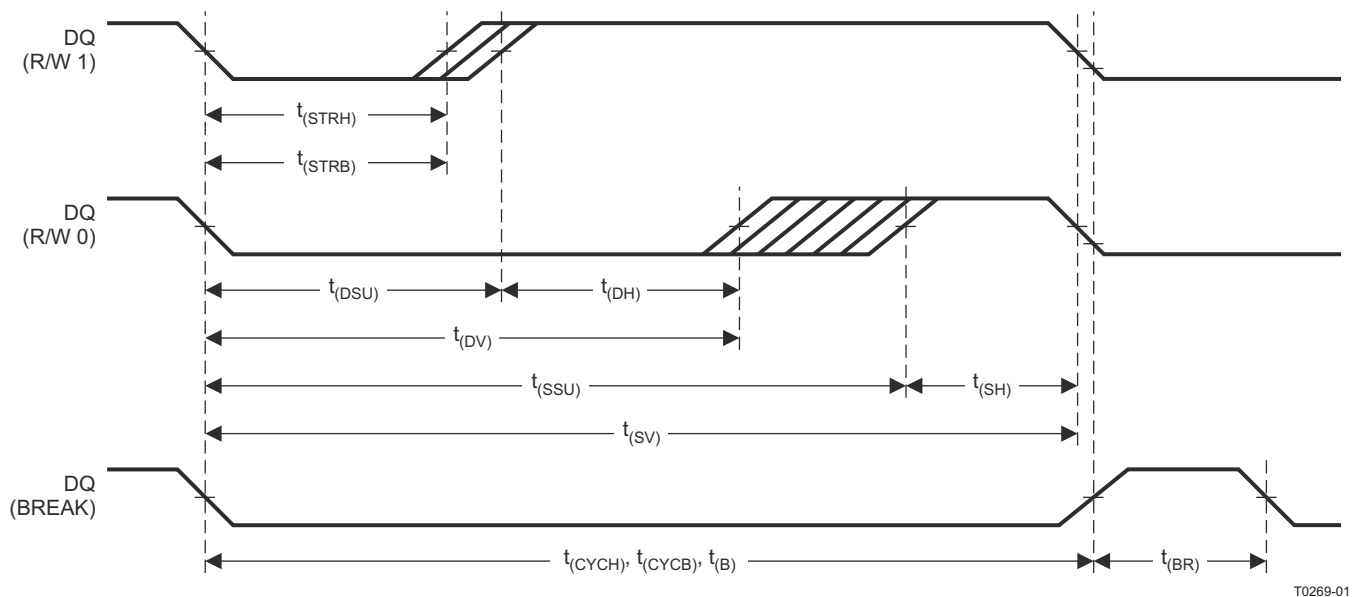 DQ
(R/W 1)
t(STRH)
t(STRB)
DQ
(R/W 0)
t(DSU)
t(DH)
t(DV)
t(SSU)
t(SH)
t(SV)
DQ
(BREAK)
t(CYCH), t(CYCB), t(B)
t(BR)
T0269-01